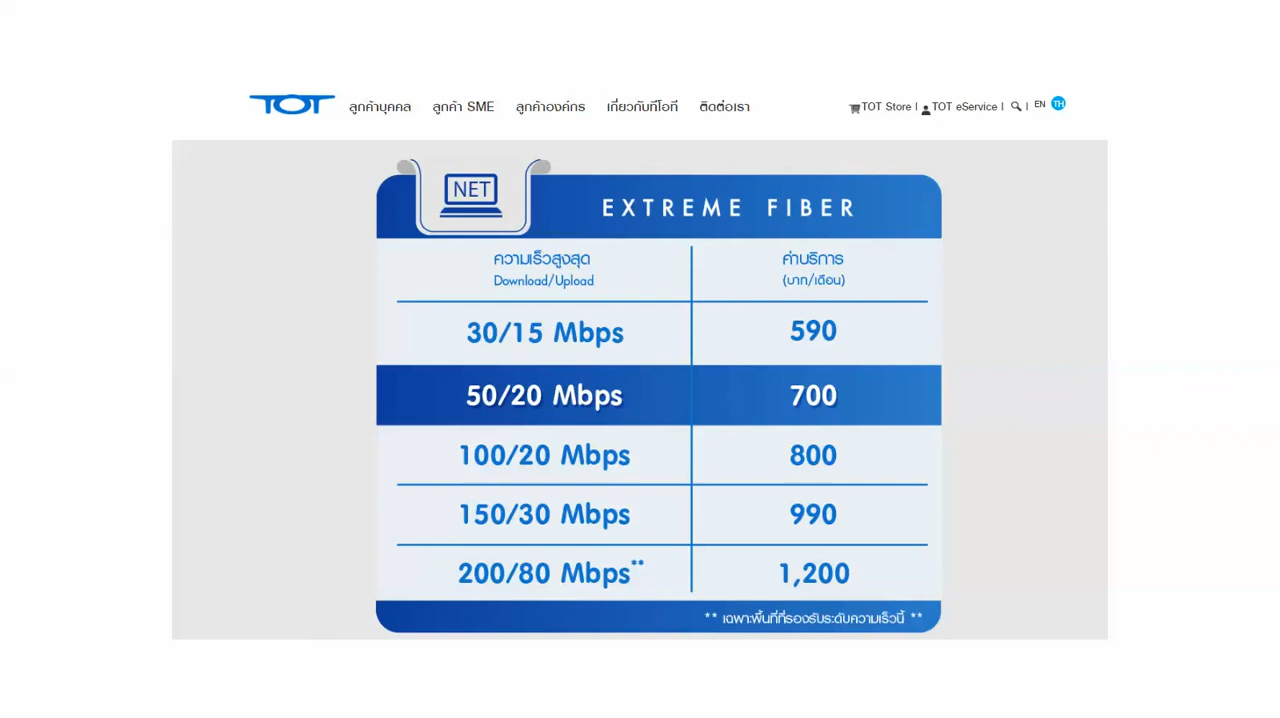 TOT ลูกค้าบุคคล ลูกค้า SME ลูกค้าองค์กร เกี่ยวกับทีโอที ติดต่อเรา TOT Store | TOT eService | | EN TH
NET
EXTREME FIBER
ความเร็วสูงสุด ค่าบริการ
Download/Upload (บาท/เดือน)
30/15 Mbps 590
50/20 Mbps 700
100/20 Mbps 800
150/30 Mbps 990
200/80 Mbps** 1,200
** เฉพาะพื้นที่ที่รองรับระดับความเร็วนี้ **